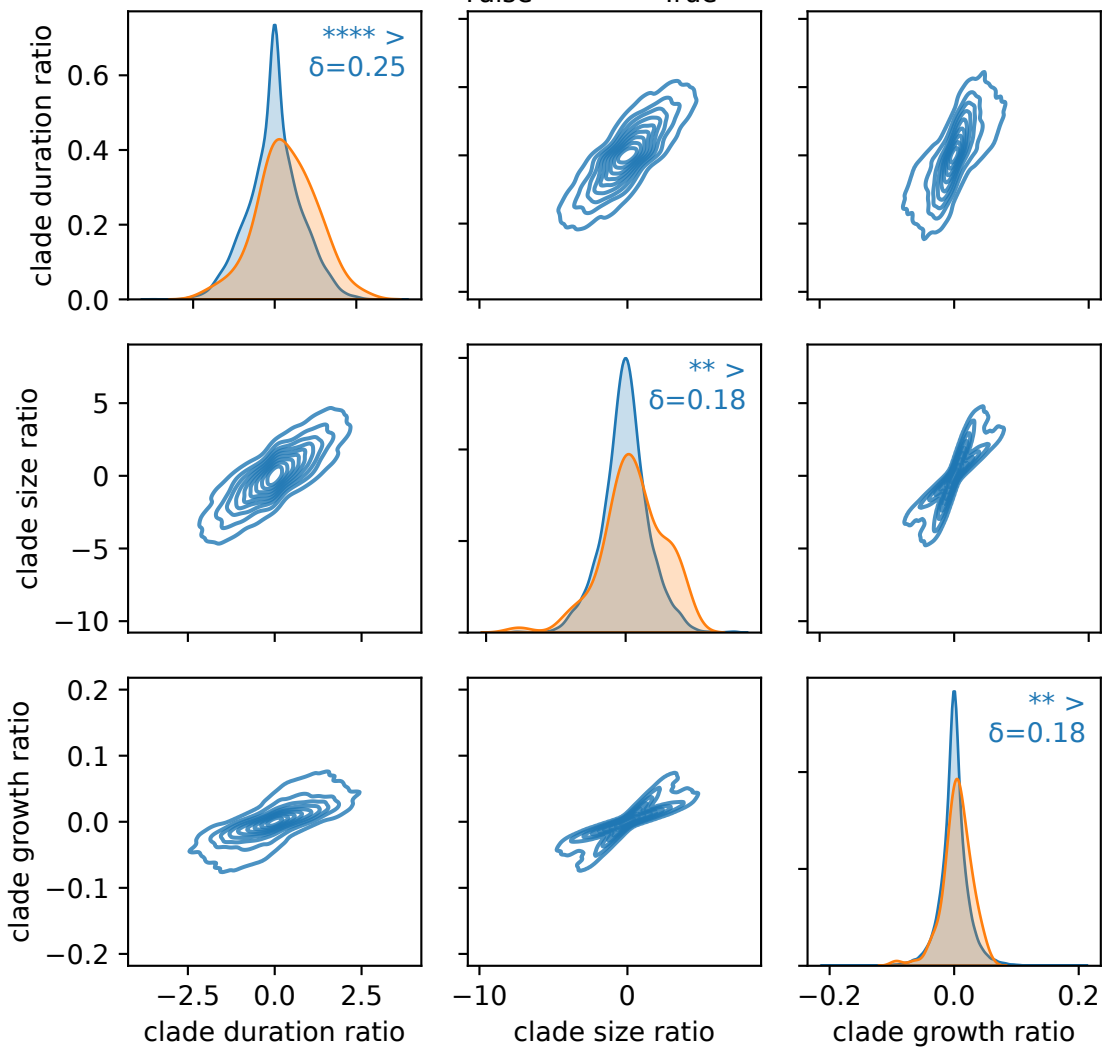 clade duration ratio
0.6
0.4
0.2
0.0
**** >
δ=0.25
clade size ratio
5
0
−5
−10
** >
δ=0.18
clade growth ratio
0.2
0.1
0.0
−0.1
−0.2
** >
δ=0.18
−2.5 0.0 2.5
−10 0
−0.2 0.0 0.2
clade duration ratio
clade size ratio
clade growth ratio